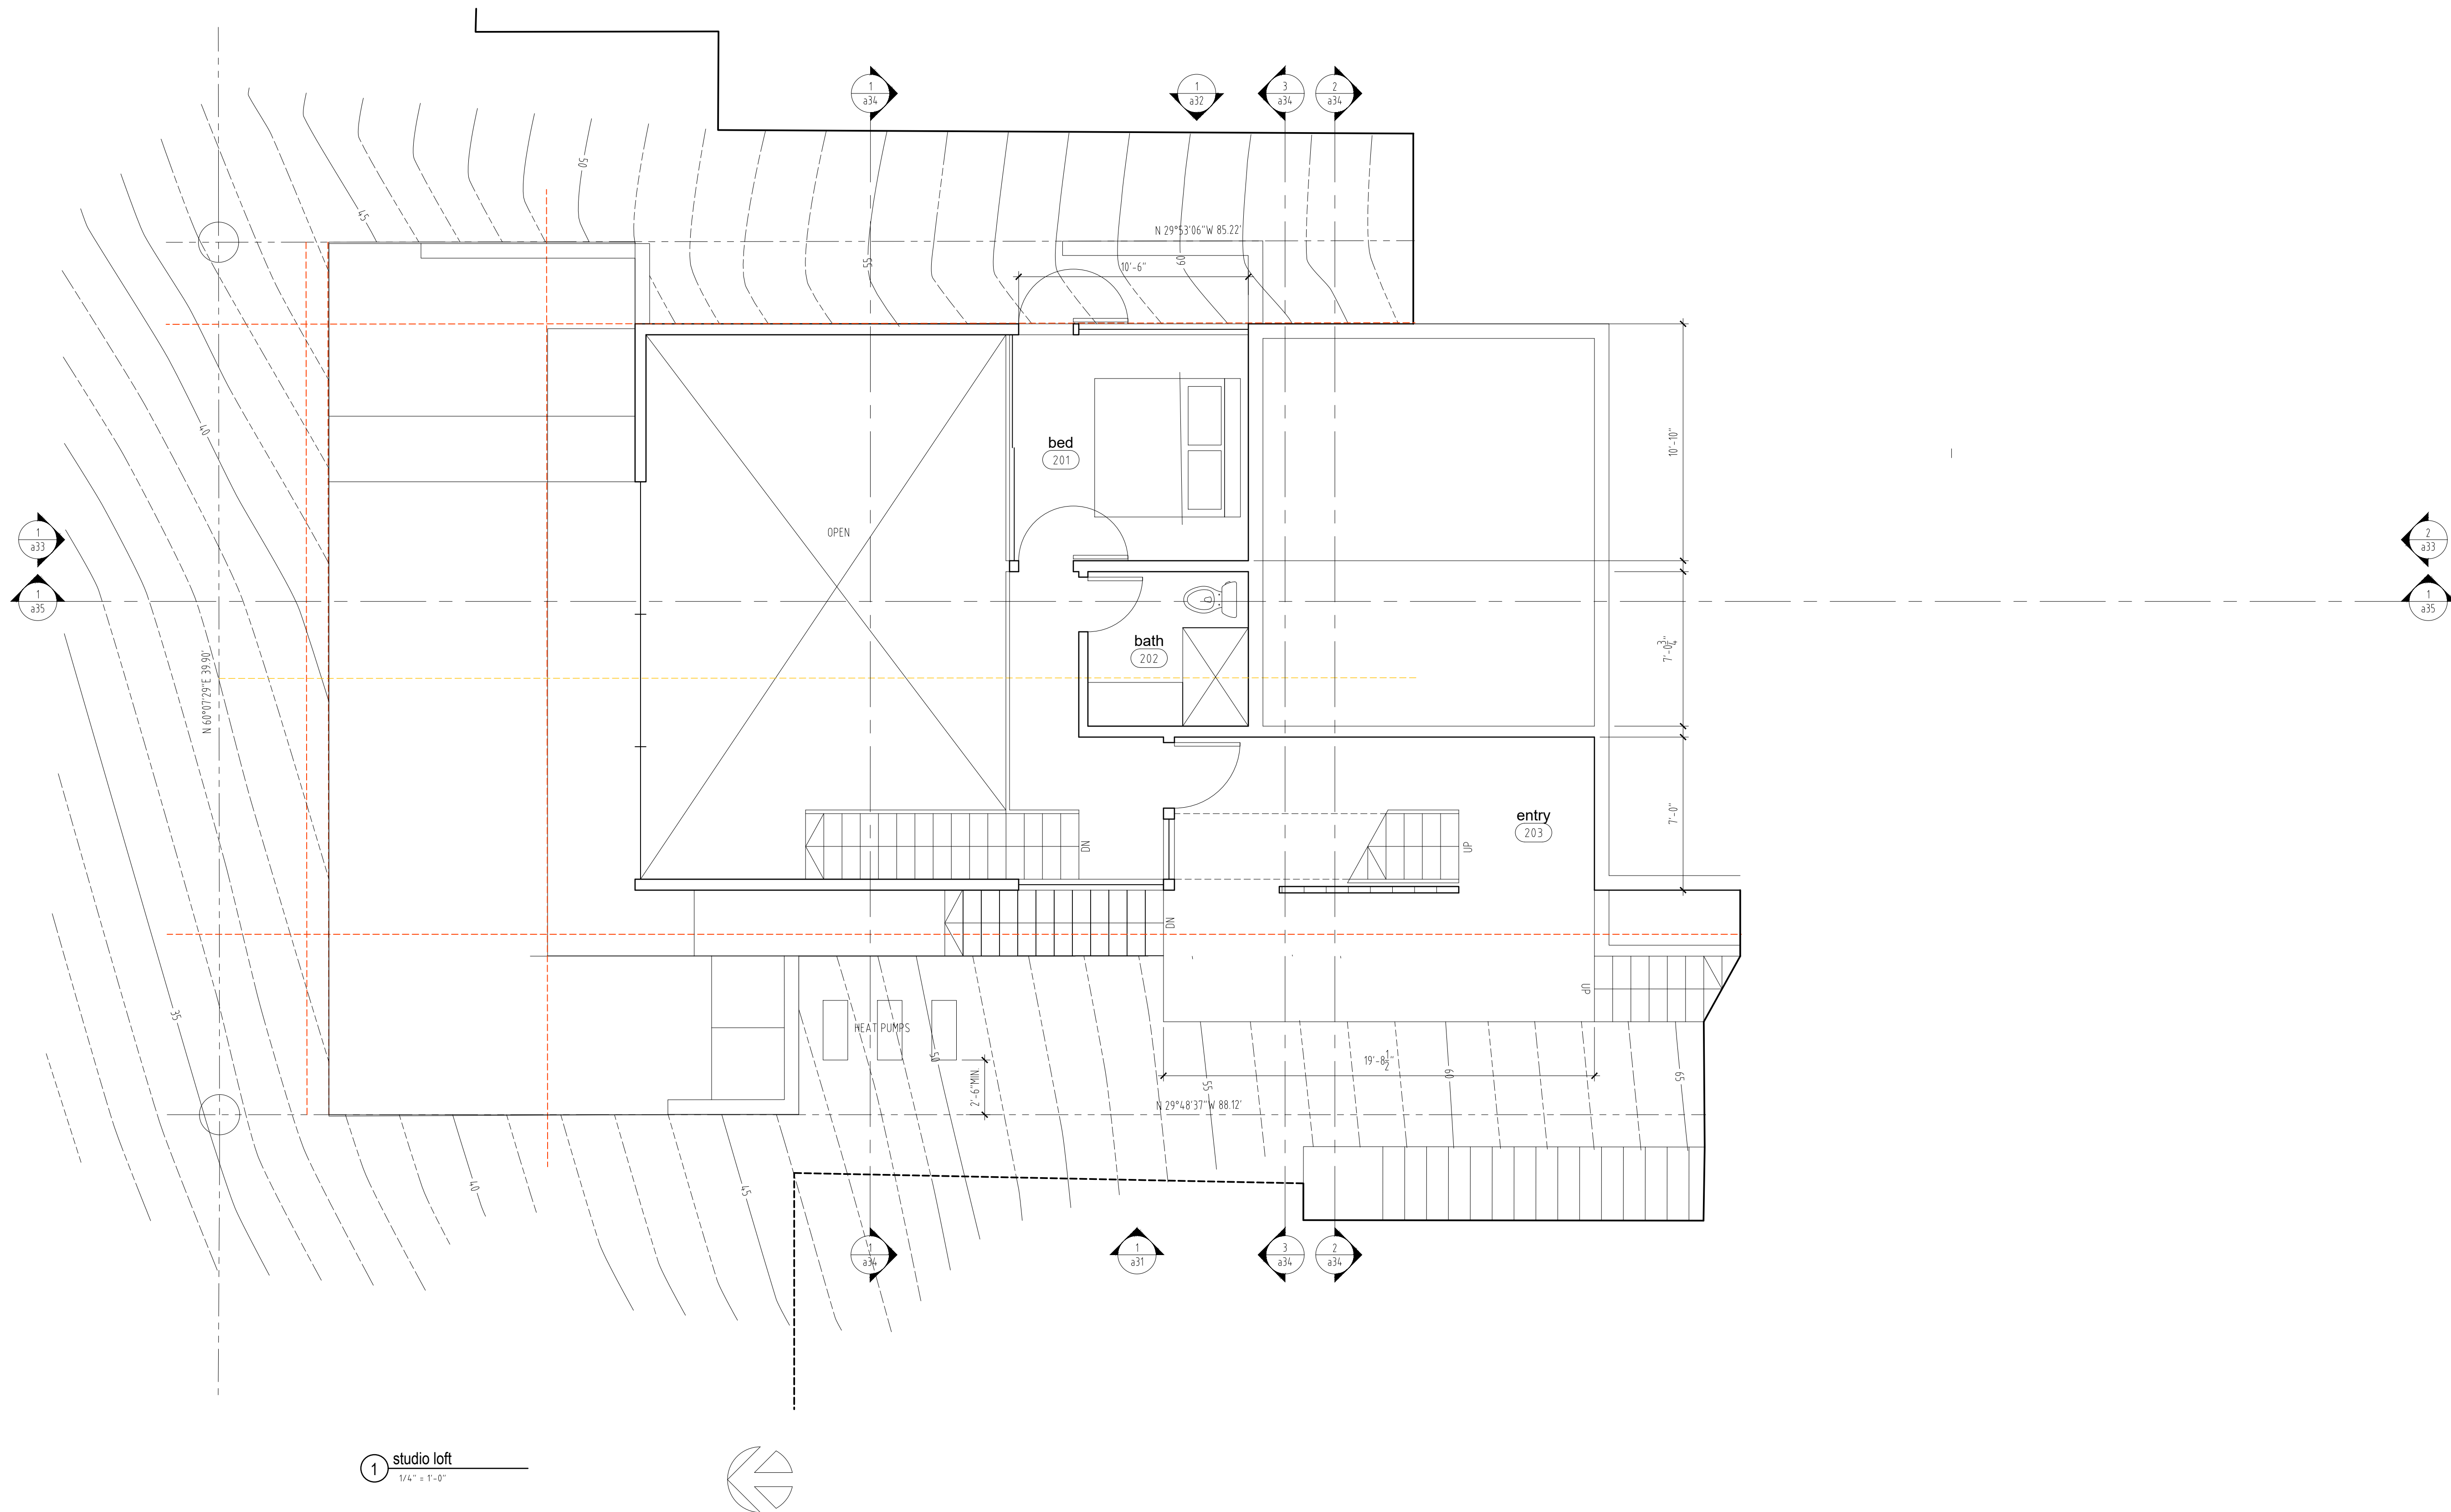 1
a34
1
a32
3
a34
2
a34
50
45
N 29°53'06"W 85.22'
55
60
10'-6"
40
bed
201
10'-10"
OPEN
1
a33
2
a33
1
a35
1
a35
bath
202
7'-0 3/4"
N 60°07'29"E 39.90'
entry
203
7'-0"
DN
UP
DN
UP
35
HEAT PUMPS
50
2'-6"MIN.
19'-8 1/2"
55
60
65
N 29°48'37"W 88.12'
40
45
1
a34
1
a31
3
a34
2
a34
1
studio loft
1/4" = 1'-0"